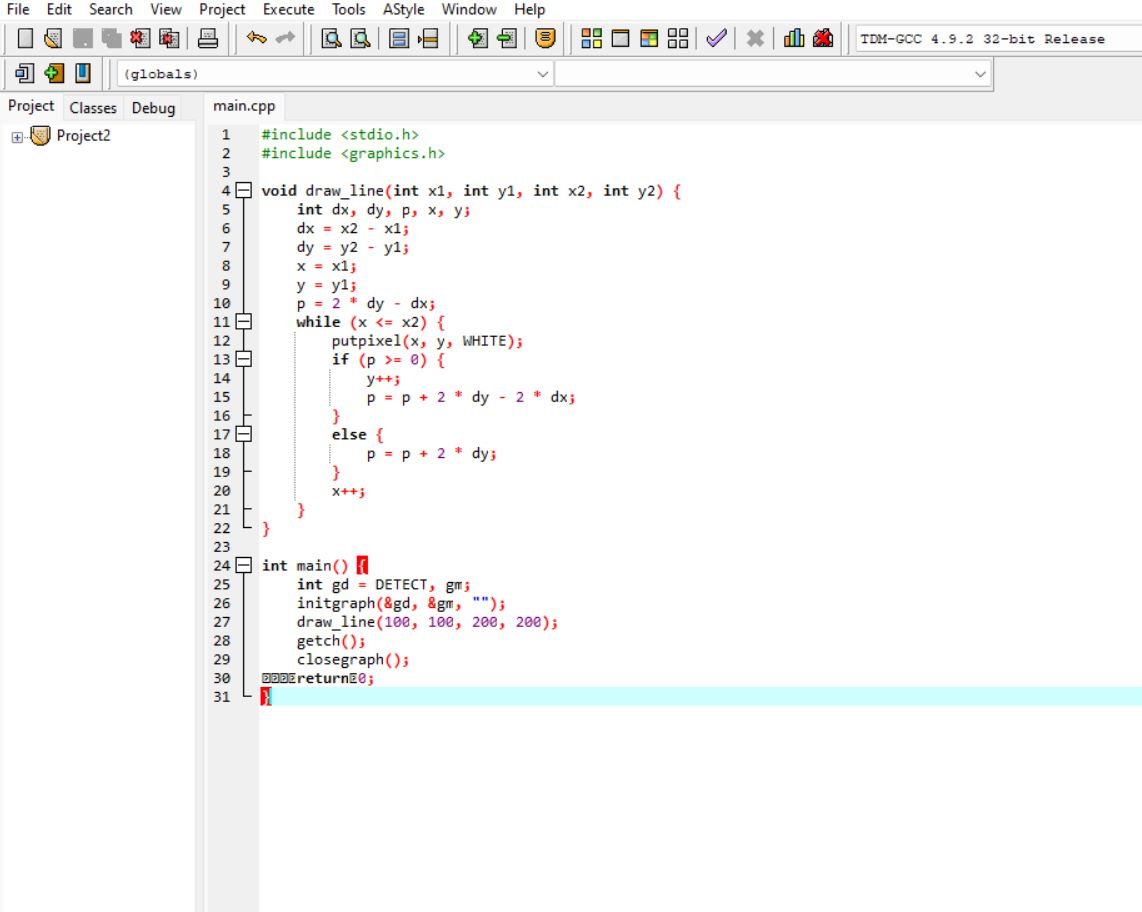 File Edit Search View Project Execute Tools AStyle Window Help
TDM-GCC 4.9.2 32-bit Release
(globals)
Project Classes Debug main.cpp
Project2
1 #include <stdio.h>
2 #include <graphics.h>
3
4 void draw_line(int x1, int y1, int x2, int y2) {
5 int dx, dy, p, x, y;
6 dx = x2 - x1;
7 dy = y2 - y1;
8 x = x1;
9 y = y1;
10 p = 2 * dy - dx;
11 while (x <= x2) {
12 putpixel(x, y, WHITE);
13 if (p >= 0) {
14 y++;
15 p = p + 2 * dy - 2 * dx;
16 }
17 else {
18 p = p + 2 * dy;
19 }
20 x++;
21 }
22 }
23
24 int main() {
25 int gd = DETECT, gm;
26 initgraph(&gd, &gm, "");
27 draw_line(100, 100, 200, 200);
28 getch();
29 closegraph();
30 ????return?0;
31 }